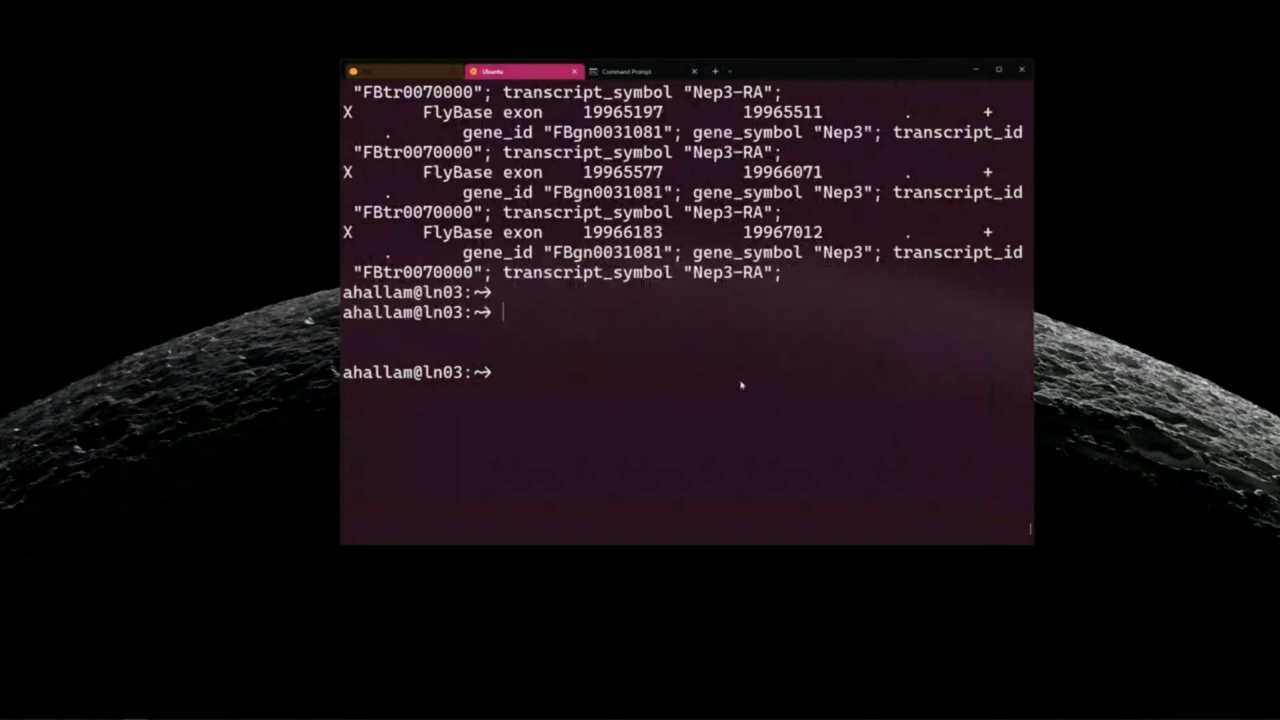 Ubuntu
Command Prompt
"FBtr0070000"; transcript_symbol "Nep3-RA";
X FlyBase exon 19965197 19965511 . +
. gene_id "FBgn0031081"; gene_symbol "Nep3"; transcript_id
"FBtr0070000"; transcript_symbol "Nep3-RA";
X FlyBase exon 19965577 19966071 . +
. gene_id "FBgn0031081"; gene_symbol "Nep3"; transcript_id
"FBtr0070000"; transcript_symbol "Nep3-RA";
X FlyBase exon 19966183 19967012 . +
. gene_id "FBgn0031081"; gene_symbol "Nep3"; transcript_id
"FBtr0070000"; transcript_symbol "Nep3-RA";
ahallam@ln03:~>
ahallam@ln03:~>
ahallam@ln03:~>